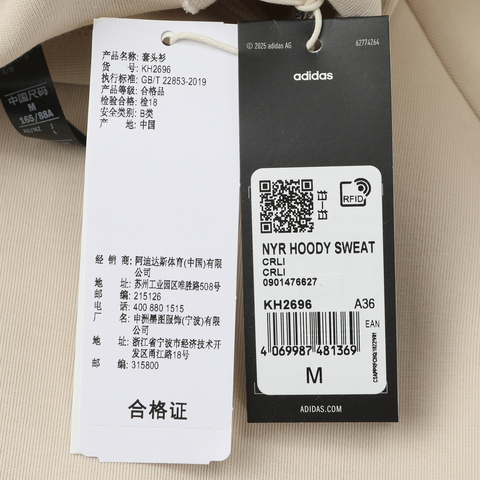 产品名称: 套头衫
货 号: KH2696
执行标准: GB/T 22853-2019
产品等级: 合格品
检验合格: 检18
安全类别: B类
产 地: 中国
经 销 商: 阿迪达斯体育(中国)有限
公司
地 址: 苏州工业园区唯胜路508号
邮 编: 215126
电 话: 400 880 1515
厂 名: 申洲墨图服饰(宁波)有限
公司
地 址: 浙江省宁波市经济技术开
发区甬江路18号
邮 编: 315800
合格证
© 2025 adidas AG
62774264
adidas
RFID
NYR HOODY SWEAT
CRLI
CRLI
0901476627
KH2696 A36
EAN
4 069987 481369
M
ADIDAS.COM
中国尺码
M
165/88A